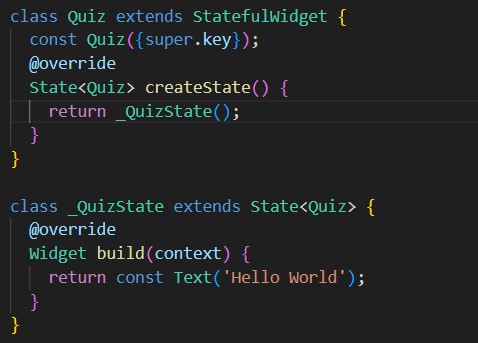 class Quiz extends StatefulWidget {
  const Quiz({super.key});
  @override
  State<Quiz> createState() {
    return _QuizState();
  }
}

class _QuizState extends State<Quiz> {
  @override
  Widget build(context) {
    return const Text('Hello World');
  }
}